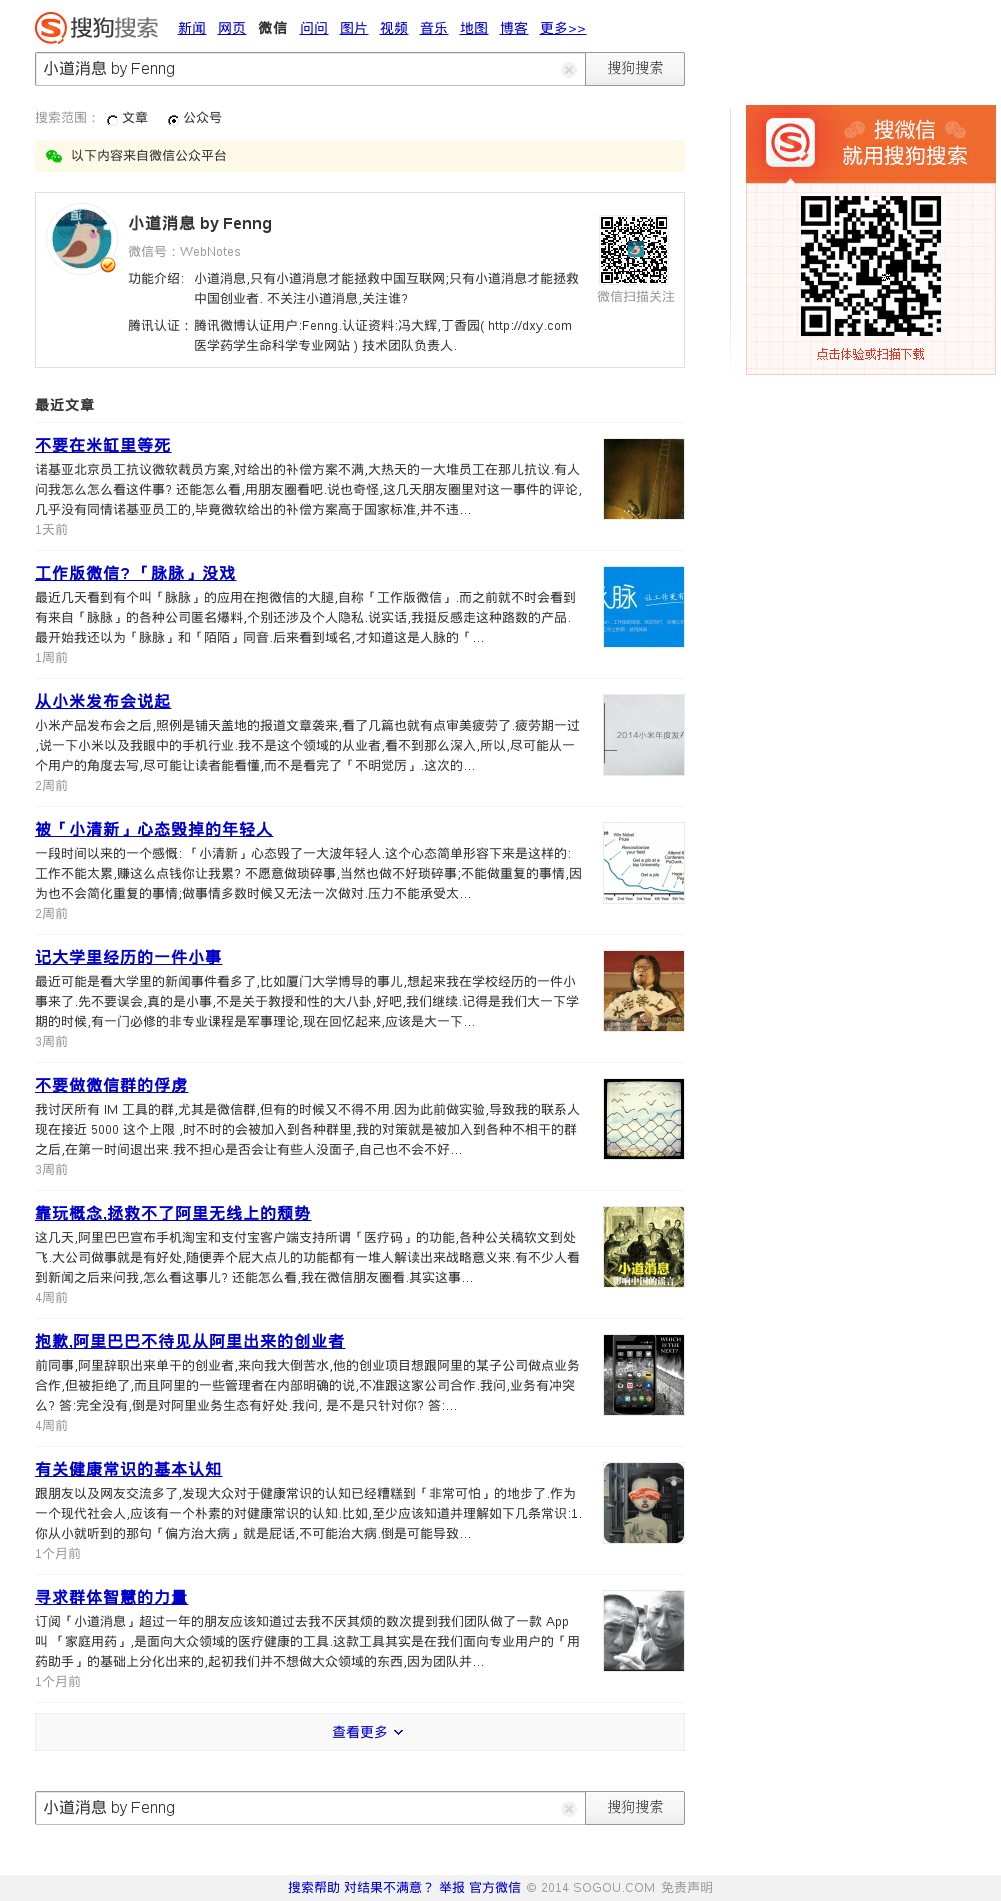 搜狗搜索 新闻 网页 微信 问问 图片 视频 音乐 地图 博客 更多>>
小道消息 by Fenng 搜狗搜索
搜索范围： 文章 公众号
以下内容来自微信公众平台
小道消息 by Fenng
微信号：WebNotes
功能介绍： 小道消息,只有小道消息才能拯救中国互联网;只有小道消息才能拯救
中国创业者. 不关注小道消息,关注谁?
腾讯认证： 腾讯微博认证用户:Fenng.认证资料:冯大辉,丁香园( http://dxy.com
医学药学生命科学专业网站 ) 技术团队负责人.
微信扫描关注
搜微信
就用搜狗搜索
点击体验或扫描下载
最近文章
不要在米缸里等死
诺基亚北京员工抗议微软裁员方案,对给出的补偿方案不满,大热天的一大堆员工在那儿抗议.有人
问我怎么怎么看这件事? 还能怎么看,用朋友圈看吧.说也奇怪,这几天朋友圈里对这一事件的评论,
几乎没有同情诺基亚员工的,毕竟微软给出的补偿方案高于国家标准,并不违...
1天前
工作版微信?「脉脉」没戏
最近几天看到有个叫「脉脉」的应用在抱微信的大腿,自称「工作版微信」.而之前就不时会看到
有来自「脉脉」的各种公司匿名爆料,个别还涉及个人隐私.说实话,我挺反感走这种路数的产品.
最开始我还以为「脉脉」和「陌陌」同音.后来看到域名,才知道这是人脉的「...
1周前
从小米发布会说起
小米产品发布会之后,照例是铺天盖地的报道文章袭来,看了几篇也就有点审美疲劳了.疲劳期一过
,说一下小米以及我眼中的手机行业.我不是这个领域的从业者,看不到那么深入,所以,尽可能从一
个用户的角度去写,尽可能让读者能看懂,而不是看完了「不明觉厉」.这次的...
2周前
2014小米年度发
被「小清新」心态毁掉的年轻人
一段时间以来的一个感慨:「小清新」心态毁了一大波年轻人.这个心态简单形容下来是这样的:
工作不能太累,赚这么点钱你让我累? 不愿意做琐碎事,当然也做不好琐碎事;不能做重复的事情,因
为也不会简化重复的事情;做事情多数时候又无法一次做对.压力不能承受太...
2周前
Win Nobel
Prize
Revolutionise
your field
Get a job at a
top University
Get a job
记大学里经历的一件小事
最近可能是看大学里的新闻事件看多了,比如厦门大学博导的事儿,想起来我在学校经历的一件小
事来了.先不要误会,真的是小事,不是关于教授和性的大八卦,好吧,我们继续.记得是我们大一下学
期的时候,有一门必修的非专业课程是军事理论,现在回忆起来,应该是大一下...
3周前
不要做微信群的俘虏
我讨厌所有 IM 工具的群,尤其是微信群,但有的时候又不得不用.因为此前做实验,导致我的联系人
现在接近 5000 这个上限 ,时不时的会被加入到各种群里,我的对策就是被加入到各种不相干的群
之后,在第一时间退出来.我不担心是否会让有些人没面子,自己也不会不好...
3周前
靠玩概念,拯救不了阿里无线上的颓势
这几天,阿里巴巴宣布手机淘宝和支付宝客户端支持所谓「医疗码」的功能,各种公关稿软文到处
飞.大公司做事就是有好处,随便弄个屁大点儿的功能都有一堆人解读出来战略意义来.有不少人看
到新闻之后来问我,怎么看这事儿? 还能怎么看,我在微信朋友圈看.其实这事...
4周前
小道消息
影响中国的谣言
抱歉,阿里巴巴不待见从阿里出来的创业者
前同事,阿里辞职出来单干的创业者,来向我大倒苦水,他的创业项目想跟阿里的某子公司做点业务
合作,但被拒绝了,而且阿里的一些管理者在内部明确的说,不准跟这家公司合作.我问,业务有冲突
么? 答:完全没有,倒是对阿里业务生态有好处.我问, 是不是只针对你? 答:...
4周前
WHICH
IS THE
NEXT?
有关健康常识的基本认知
跟朋友以及网友交流多了,发现大众对于健康常识的认知已经糟糕到「非常可怕」的地步了.作为
一个现代社会人,应该有一个朴素的对健康常识的认知.比如,至少应该知道并理解如下几条常识:1.
你从小就听到的那句「偏方治大病」就是屁话,不可能治大病.倒是可能导致...
1个月前
寻求群体智慧的力量
订阅「小道消息」超过一年的朋友应该知道过去我不厌其烦的数次提到我们团队做了一款 App
叫 「家庭用药」,是面向大众领域的医疗健康的工具.这款工具其实是在我们面向专业用户的「用
药助手」的基础上分化出来的,起初我们并不想做大众领域的东西,因为团队并...
1个月前
查看更多
小道消息 by Fenng 搜狗搜索
搜索帮助 对结果不满意？ 举报 官方微信 © 2014 SOGOU.COM 免责声明